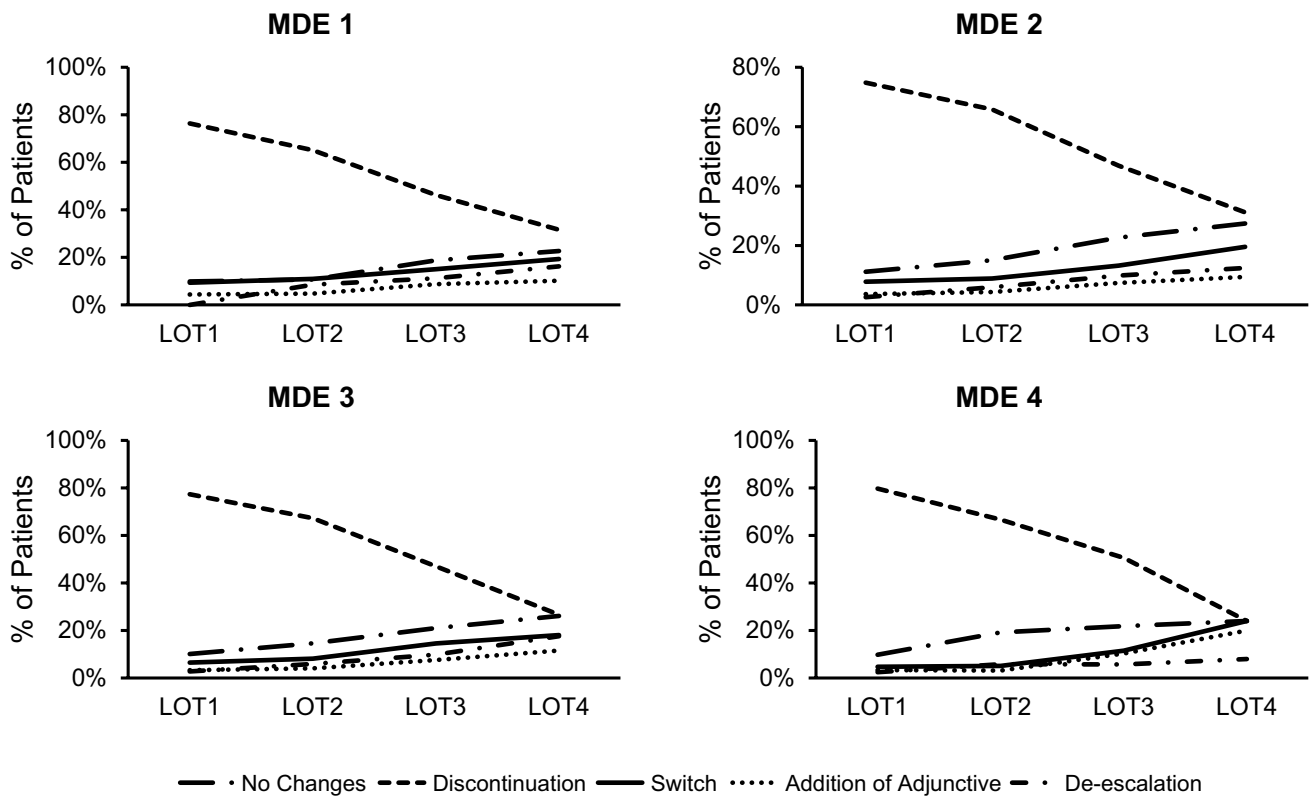 MDE 1
100%
80%
60%
40%
20%
0%
% of Patients
LOT1 LOT2 LOT3 LOT4
MDE 2
80%
60%
40%
20%
0%
% of Patients
LOT1 LOT2 LOT3 LOT4
MDE 3
100%
80%
60%
40%
20%
0%
% of Patients
LOT1 LOT2 LOT3 LOT4
MDE 4
100%
80%
60%
40%
20%
0%
% of Patients
LOT1 LOT2 LOT3 LOT4
No Changes Discontinuation Switch Addition of Adjunctive De-escalation